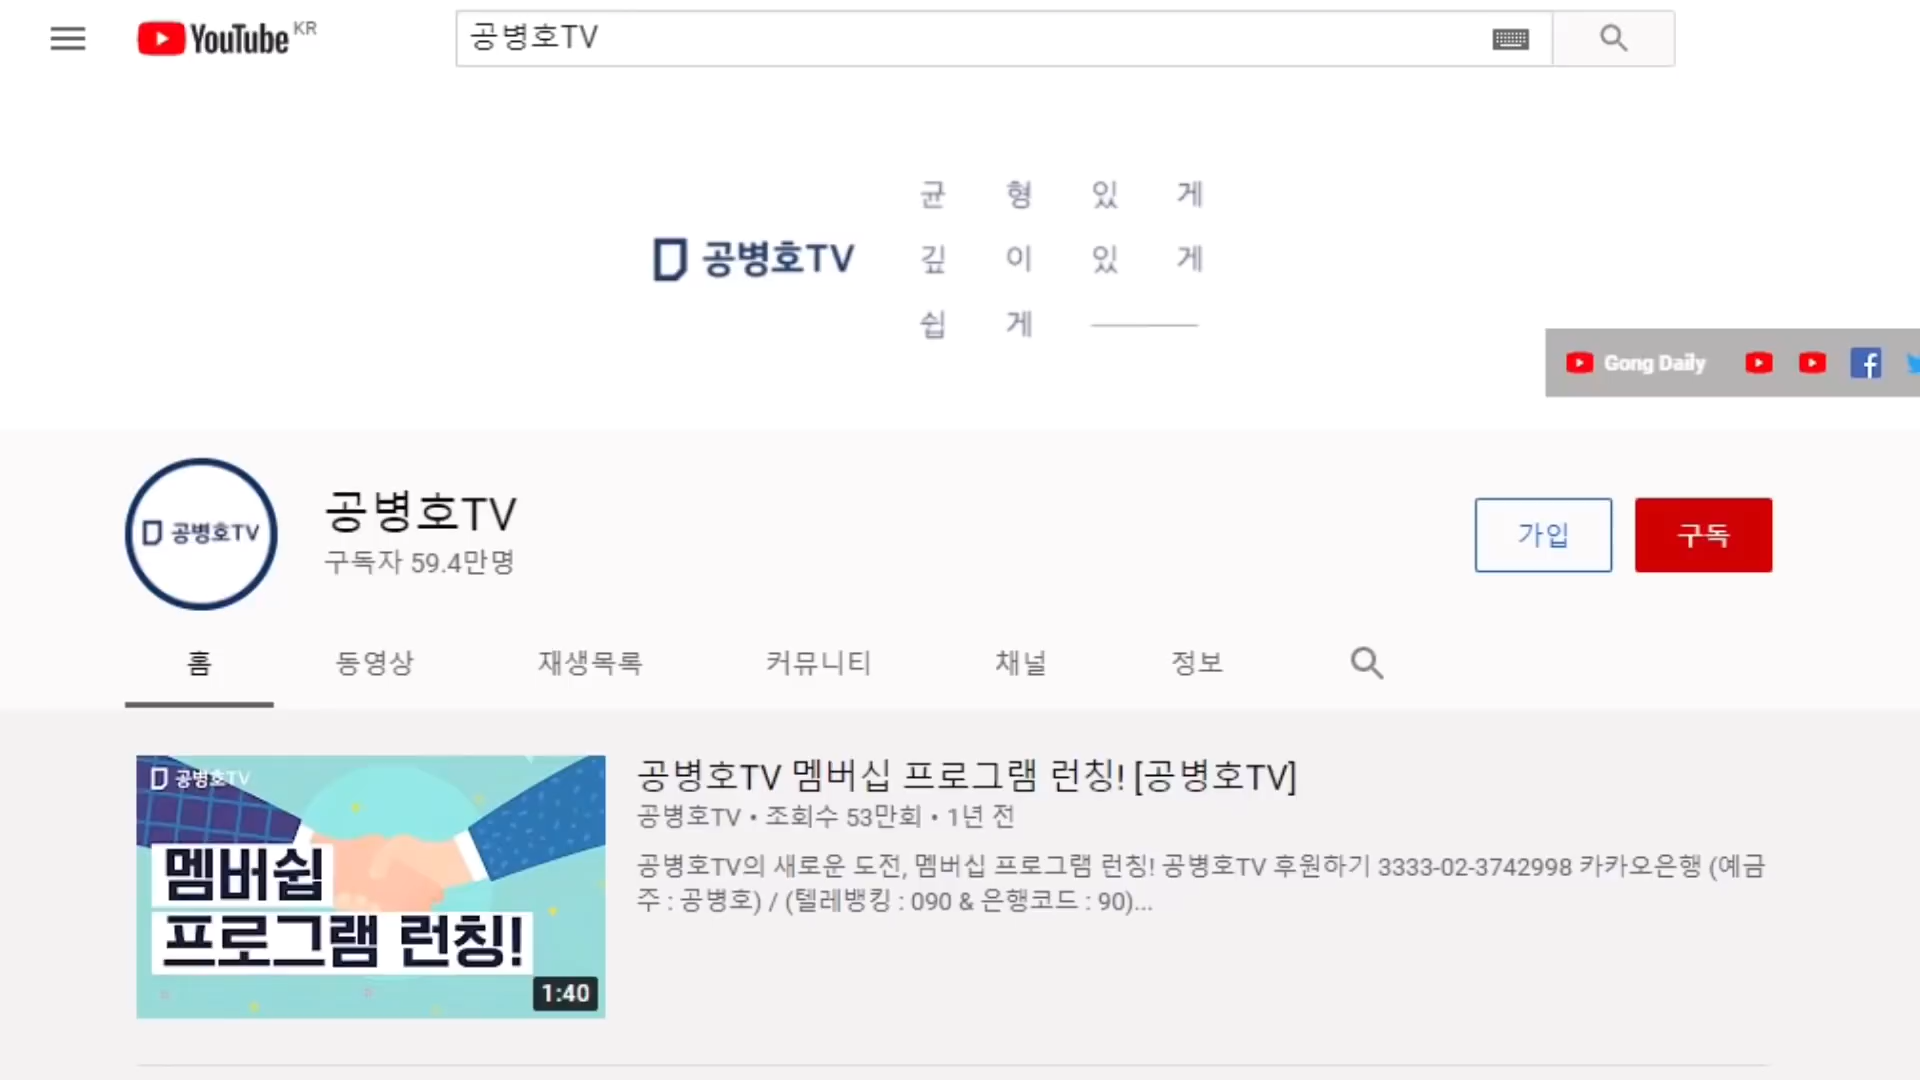 YouTube KR
공병호TV
균형있게
공병호TV
깊이있게
쉽게
Gong Daily
공병호TV
공병호TV
구독자 59.4만명
가입
구독
홈
동영상
재생목록
커뮤니티
채널
정보
공병호TV
멤버쉽
프로그램 런칭!
1:40
공병호TV 멤버십 프로그램 런칭! [공병호TV]
공병호TV • 조회수 53만회 • 1년 전
공병호TV의 새로운 도전, 멤버십 프로그램 런칭! 공병호TV 후원하기 3333-02-3742998 카카오은행 (예금
주 : 공병호) / (텔레뱅킹 : 090 & 은행코드 : 90)...